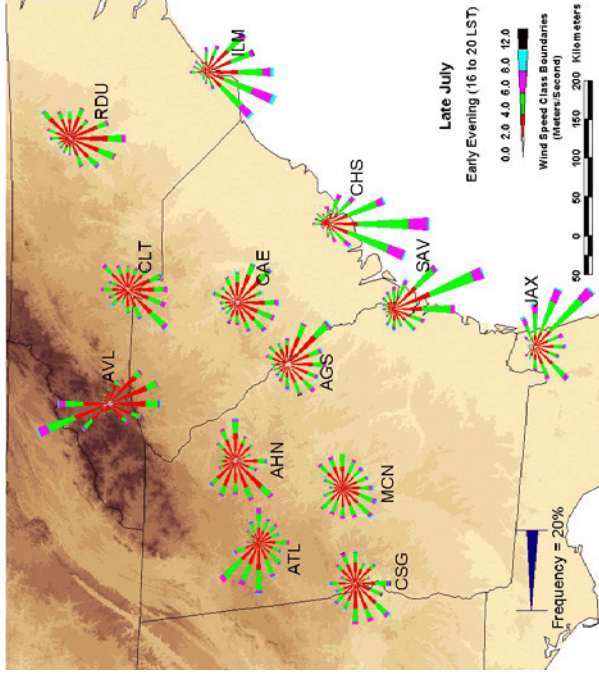 RDU
ILM
CLT
AVL
CAE
CHS
AGS
SAV
AHN
ATL
MCN
CSG
JAX
Late July
Early Evening (16 to 20 LST)
0.0 2.0 4.0 6.0 8.0 12.0
Wind Speed Class Boundaries
(Meters/Second)
50 0 50 100 150 200 Kilometers
Frequency = 20%